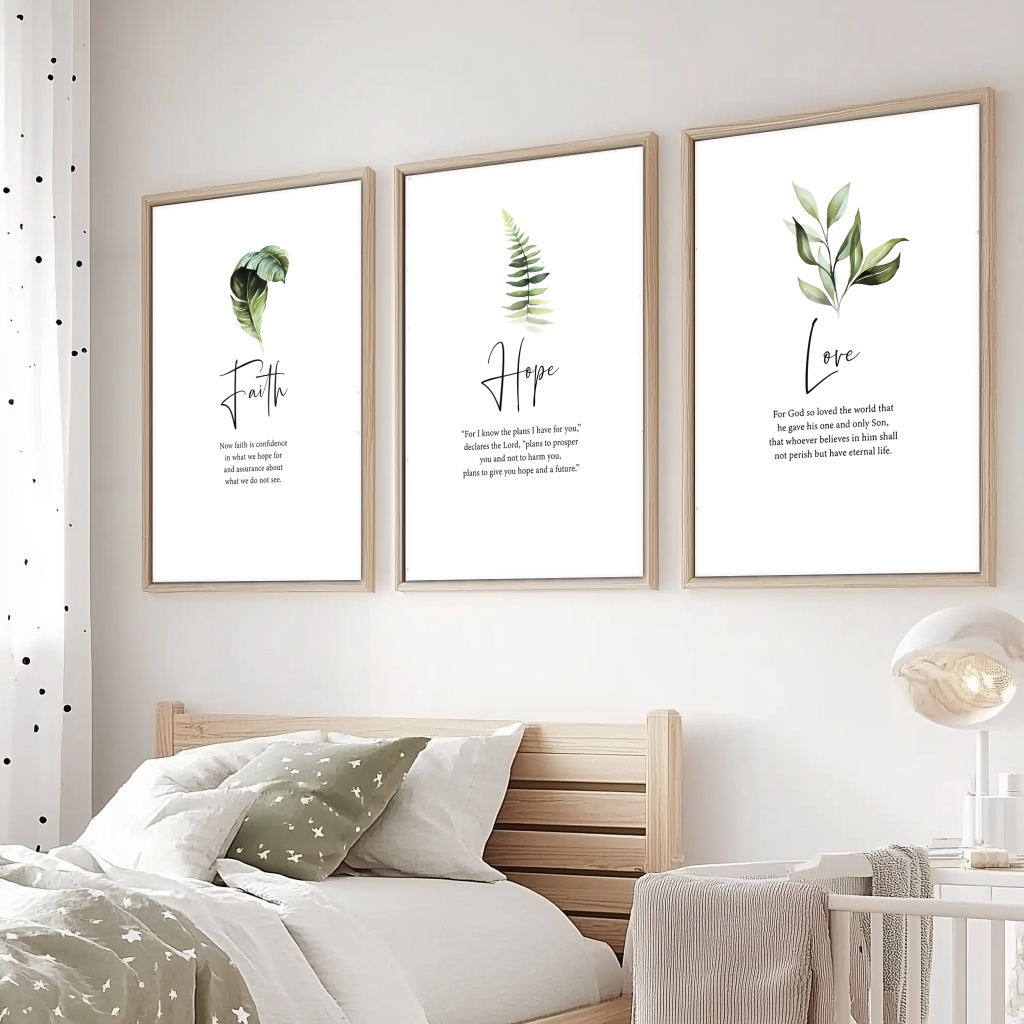 Faith
Now faith is confidence
in what we hope for
and assurance about
what we do not see.
Hope
“For I know the plans I have for you,”
declares the Lord, “plans to prosper
you and not to harm you,
plans to give you hope and a future.”
Love
For God so loved the world that
he gave his one and only Son,
that whoever believes in him shall
not perish but have eternal life.